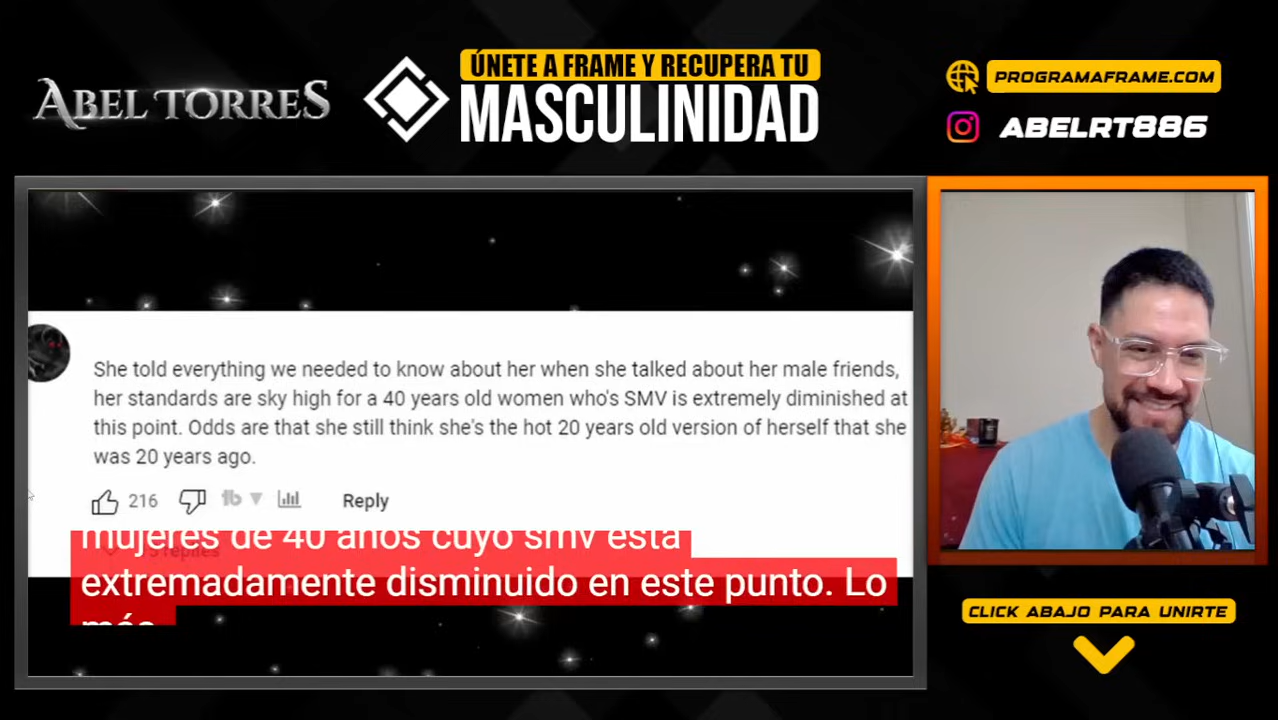 ABEL TORRES
ÚNETE A FRAME Y RECUPERA TU
MASCULINIDAD
PROGRAMAFRAME.COM
ABELRT886
She told everything we needed to know about her when she talked about her male friends,
her standards are sky high for a 40 years old women who's SMV is extremely diminished at
this point. Odds are that she still think she's the hot 20 years old version of herself that she
was 20 years ago.
216 Reply
replies
mujeres de 40 años cuyo smv está
extremadamente disminuido en este punto. Lo
más
CLICK ABAJO PARA UNIRTE